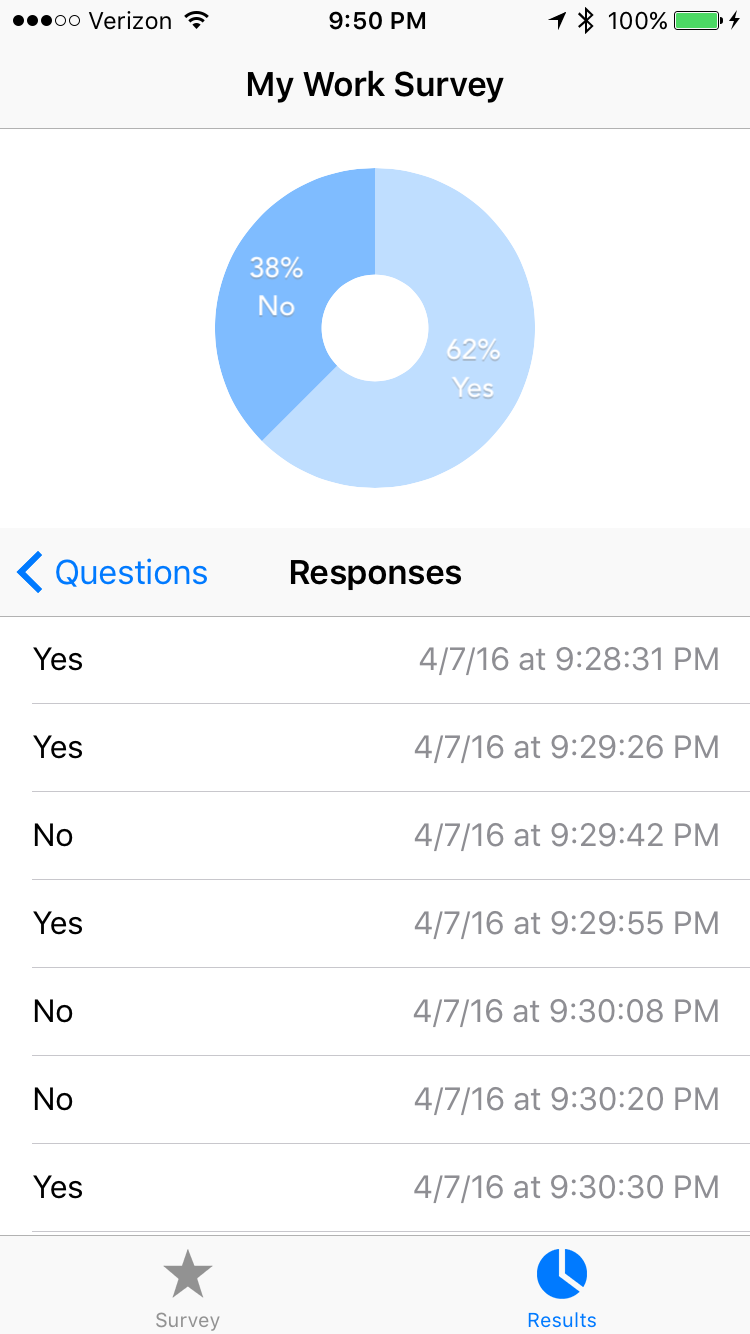 Verizon 9:50 PM 100%
My Work Survey
38%
No
62%
Yes
Questions Responses
Yes 4/7/16 at 9:28:31 PM
Yes 4/7/16 at 9:29:26 PM
No 4/7/16 at 9:29:42 PM
Yes 4/7/16 at 9:29:55 PM
No 4/7/16 at 9:30:08 PM
No 4/7/16 at 9:30:20 PM
Yes 4/7/16 at 9:30:30 PM
Survey Results